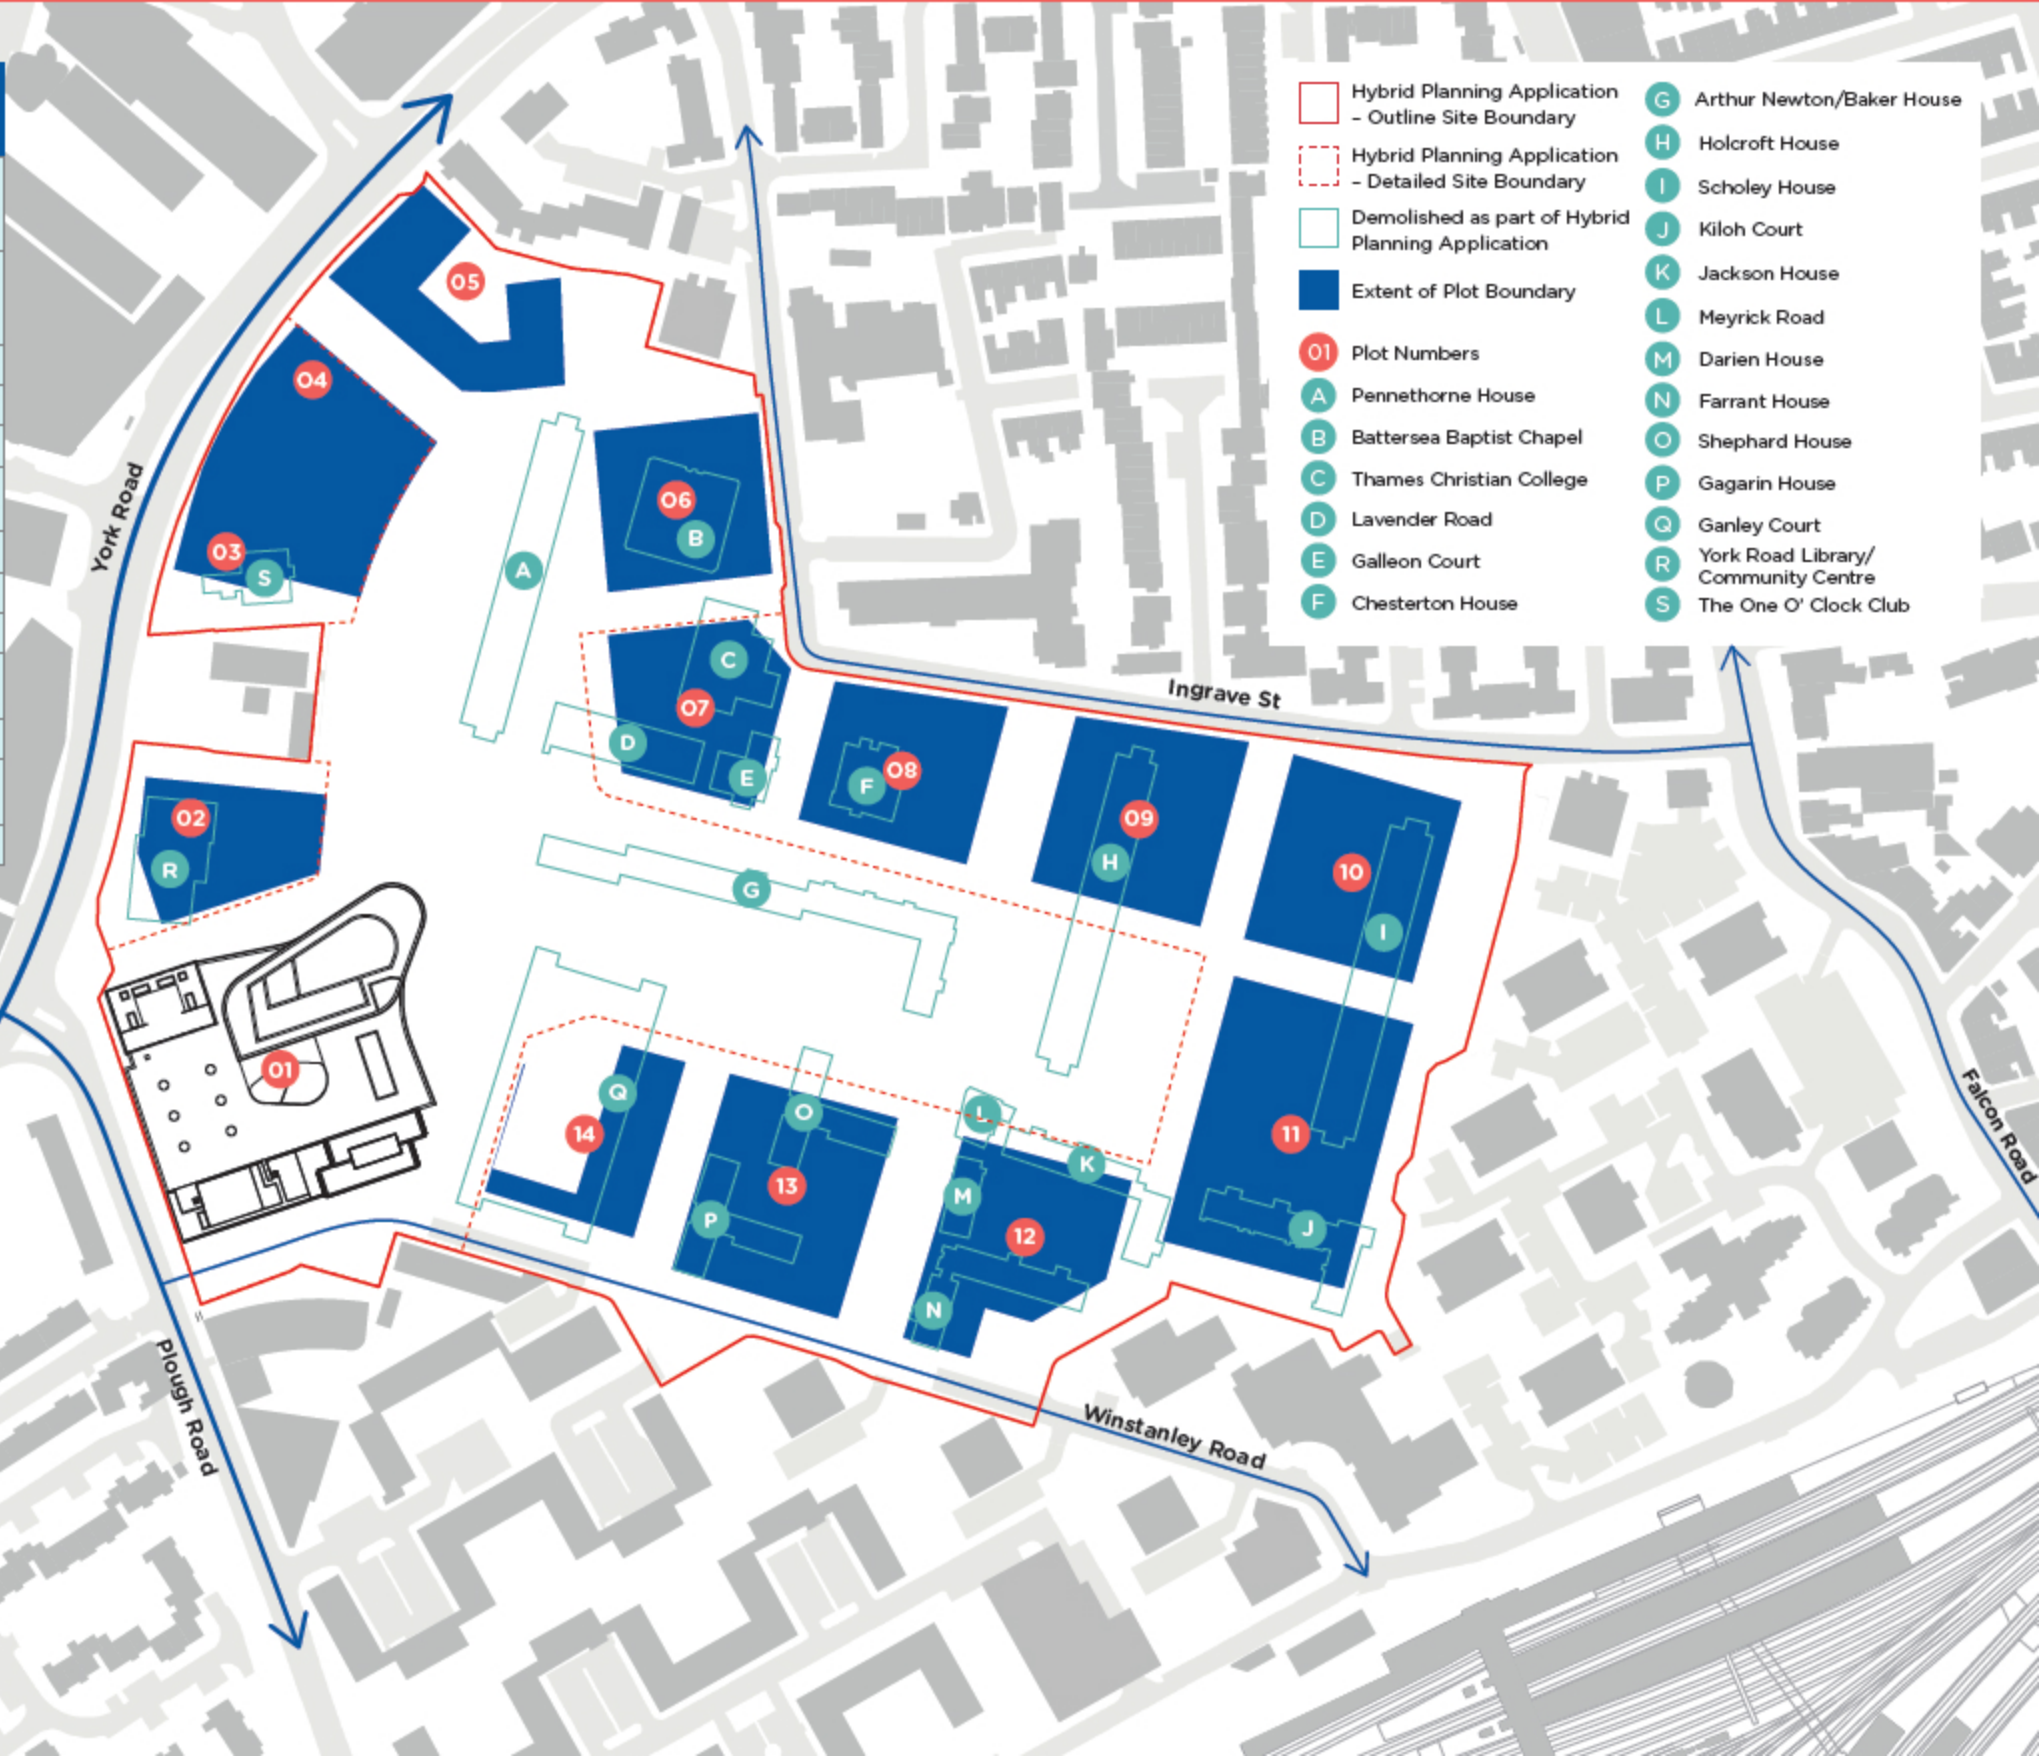 Hybrid Planning Application
– Outline Site Boundary
Hybrid Planning Application
– Detailed Site Boundary
Demolished as part of Hybrid
Planning Application
Extent of Plot Boundary
01 Plot Numbers
A Pennethorne House
B Battersea Baptist Chapel
C Thames Christian College
D Lavender Road
E Galleon Court
F Chesterton House
G Arthur Newton/Baker House
H Holcroft House
I Scholey House
J Kiloh Court
K Jackson House
L Meyrick Road
M Darien House
N Farrant House
O Shephard House
P Gagarin House
Q Ganley Court
R York Road Library/
Community Centre
S The One O' Clock Club
05
04
York Road
06
B
03
S
A
C
07
D
E
Ingrave St
08
F
02
R
09
H
10
I
G
01
Q
14
O
13
P
L
K
M
12
N
11
J
Falcon Road
Plough Road
Winstanley Road